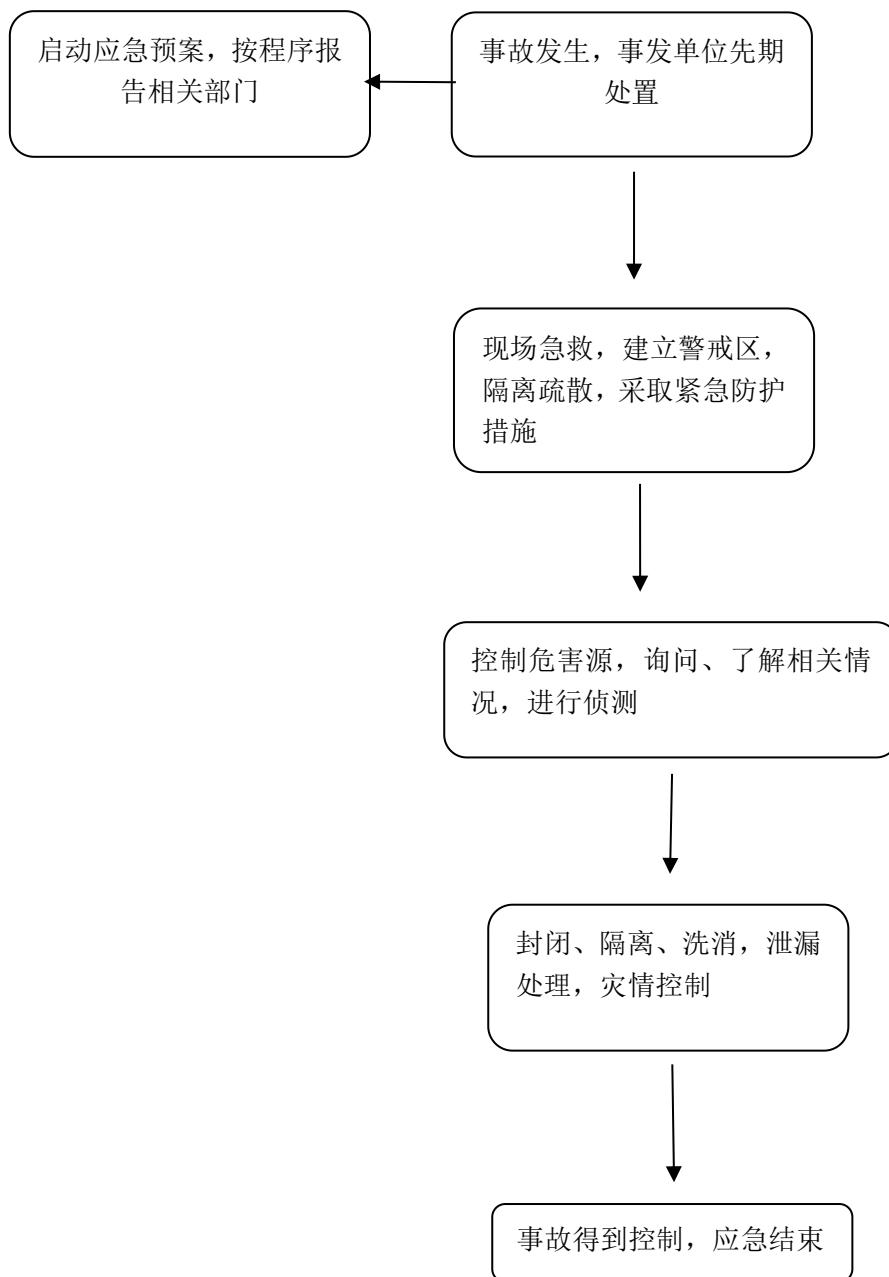 启动应急预案，按程序报
告相关部门
事故发生，事发单位先期
处置
现场急救，建立警戒区，
隔离疏散，采取紧急防护
措施
控制危害源，询问、了解相关情
况，进行侦测
封闭、隔离、洗消，泄漏
处理，灾情控制
事故得到控制，应急结束